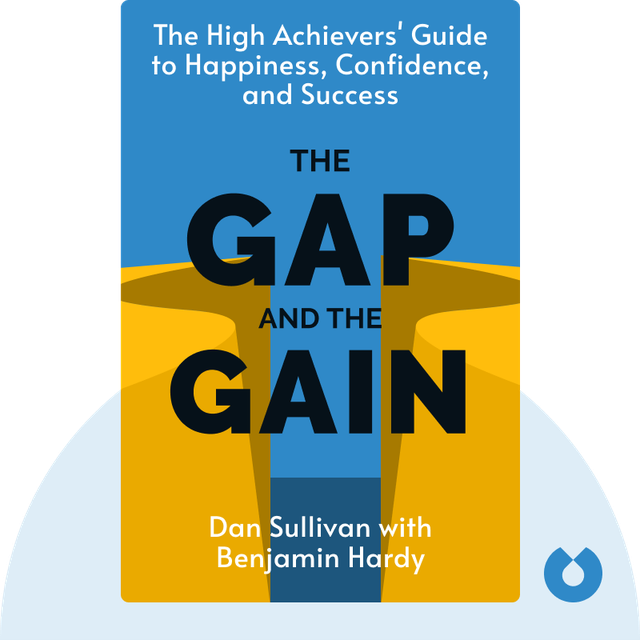 The High Achievers' Guide
to Happiness, Confidence,
and Success
THE
GAP
AND THE
GAIN
Dan Sullivan with
Benjamin Hardy